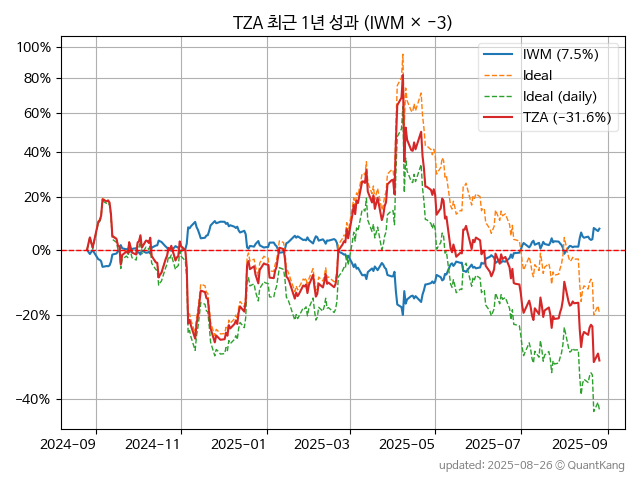 TZA 최근 1년 성과 (IWM × −3)
100%
80%
60%
40%
20%
0%
−20%
−40%
IWM (7.5%)
Ideal
Ideal (daily)
TZA (−31.6%)
2024-09 2024-11 2025-01 2025-03 2025-05 2025-07 2025-09
updated: 2025-08-26 © QuantKang